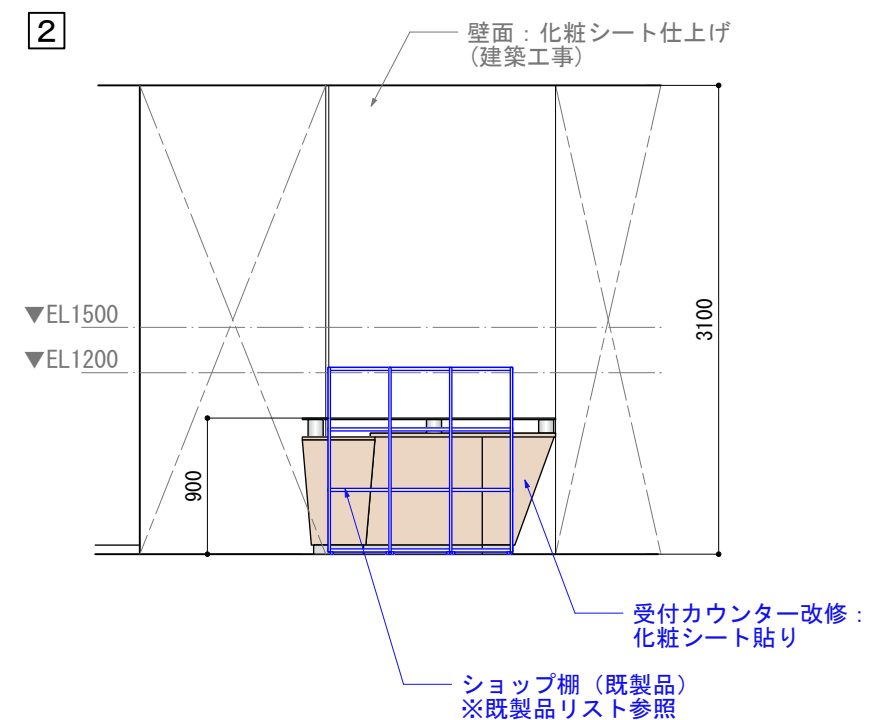 2
壁面：化粧シート仕上げ
(建築工事)
▼EL1500
▼EL1200
3100
900
受付カウンター改修：
化粧シート貼り
ショップ棚（既製品）
※既製品リスト参照